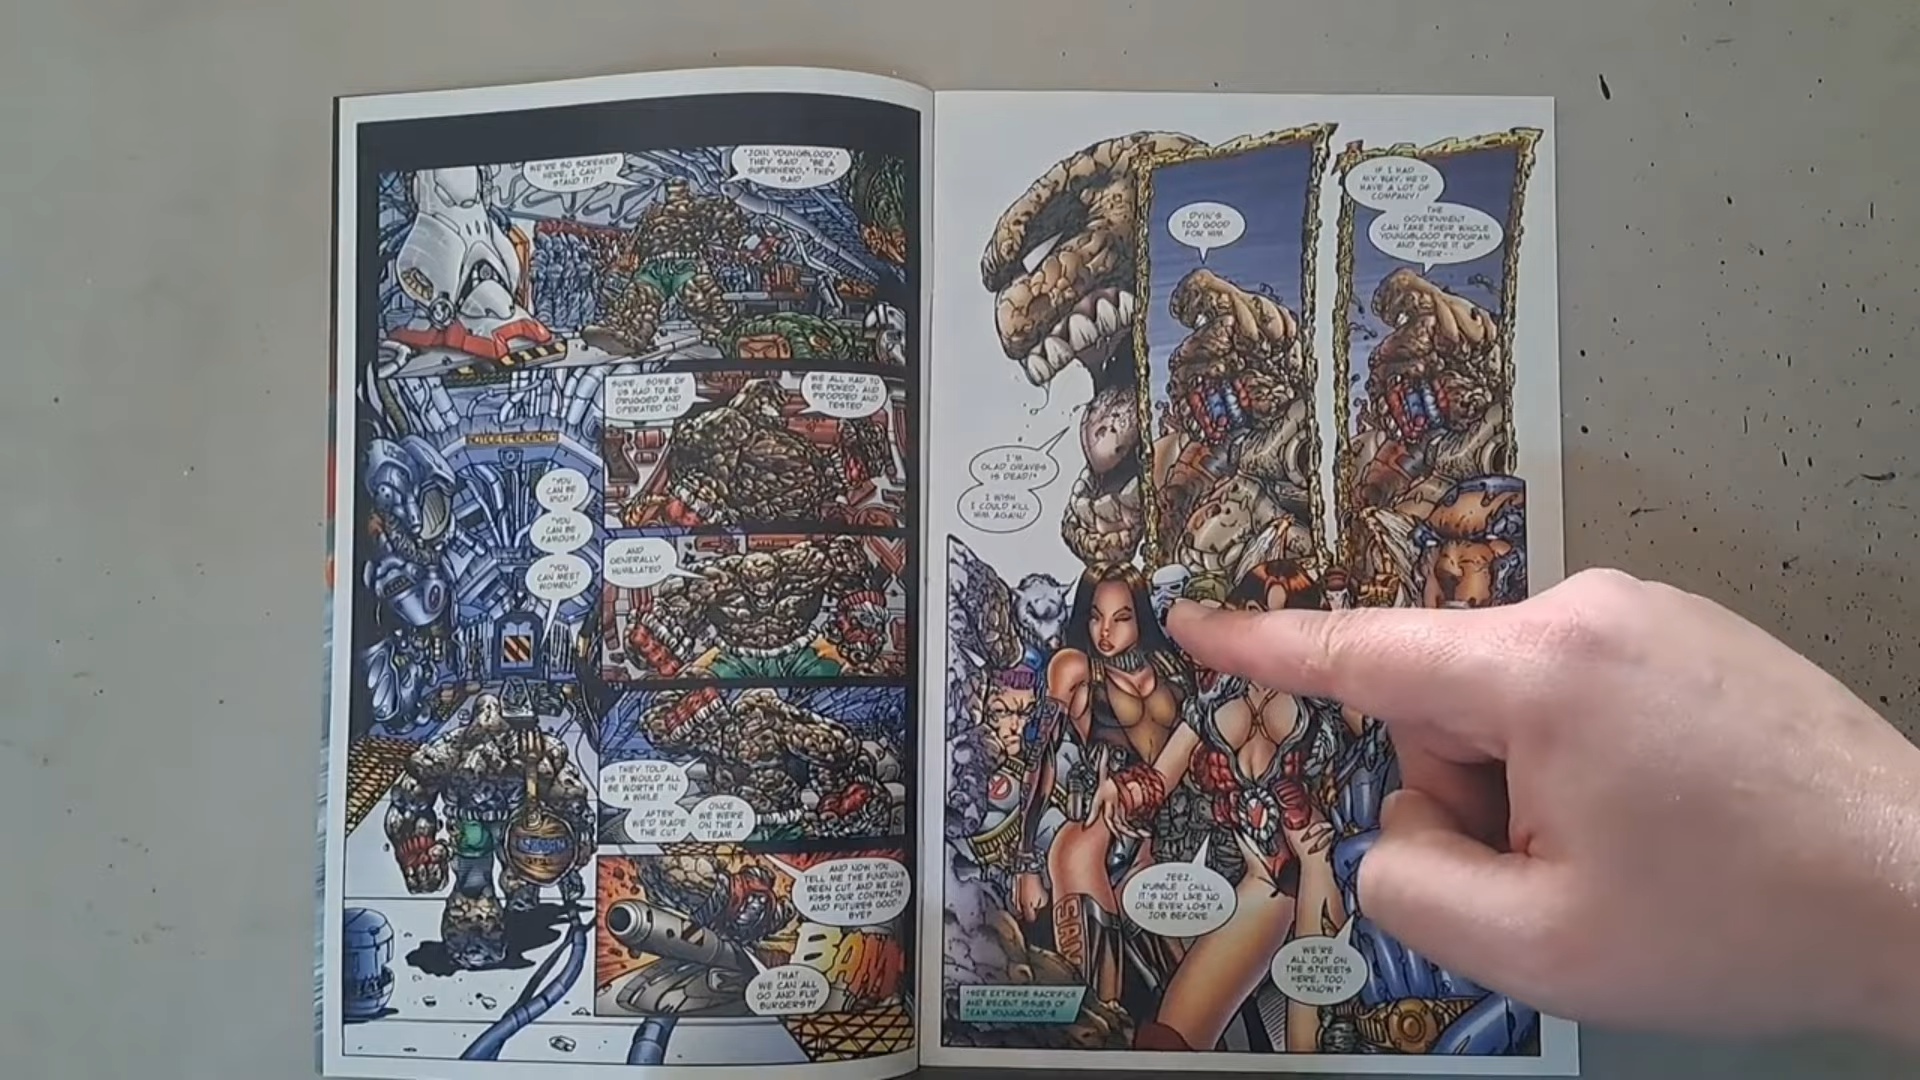 WE'RE SO SCREWED
HERE, I CAN'T
STAND IT!
"JOIN YOUNGBLOOD,"
THEY SAID. "BE A
SUPERHERO," THEY
SAID.
NOTICE EMERGENCY
"YOU
CAN BE
RICH!
"YOU
CAN BE
FAMOUS!
"YOU
CAN MEET
WOMEN!"
SURE. SOME OF
US HAD TO BE
DRUGGED AND
OPERATED ON.
WE ALL HAD TO
BE POKED, AND
PRODDED AND
TESTED
AND
GENERALLY
HUMILIATED.
THEY TOLD
US IT WOULD ALL
BE WORTH IT IN
A WHILE.
AFTER
WE'D MADE
THE CUT.
ONCE
WE WERE
ON THE A
TEAM.
AND NOW YOU
TELL ME THE FUNDING'S
BEEN CUT AND WE CAN
KISS OUR CONTRACTS
AND FUTURES GOOD-
BYE?
BAM
THAT
WE CAN ALL
GO AND FLIP
BURGERS?!
I'M
GLAD GRAVES
IS DEAD!*
I WISH
I COULD KILL
HIM AGAIN!
DYIN'S
TOO GOOD
FOR HIM.
IF I HAD
MY WAY, HE'D
HAVE A LOT OF
COMPANY!
THE
GOVERNMENT
CAN TAKE THEIR WHOLE
YOUNGBLOOD PROGRAM
AND SHOVE IT UP
THEIR--
JEEZ,
RUBBLE. CHILL.
IT'S NOT LIKE NO
ONE EVER LOST A
JOB BEFORE.
WE'RE
ALL OUT ON
THE STREETS
HERE, TOO,
Y'KNOW?
*SEE EXTREME SACRIFICE
AND RECENT ISSUES OF
TEAM YOUNGBLOOD